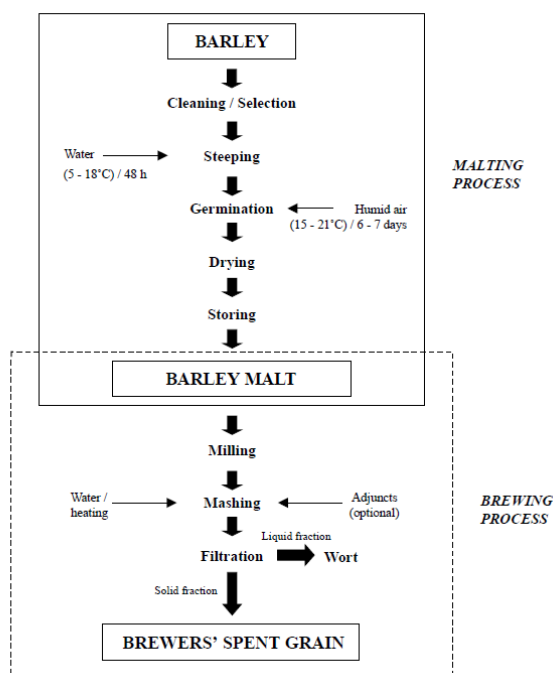 BARLEY
Cleaning / Selection
Water
(5 - 18˚C) / 48 h
Steeping
MALTING
PROCESS
Germination
Humid air
(15 - 21˚C) / 6 - 7 days
Drying
Storing
BARLEY MALT
Milling
Water /
heating
Mashing
Adjuncts
(optional)
BREWING
PROCESS
Liquid fraction
Filtration
Wort
Solid fraction
BREWERS’ SPENT GRAIN